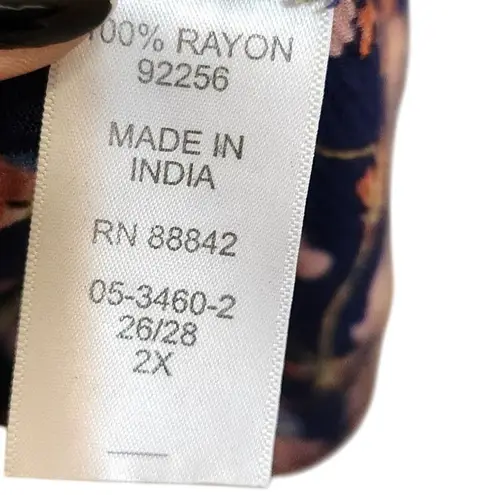 100% RAYON
92256
MADE IN
INDIA
RN 88842
05-3460-2
26/28
2X